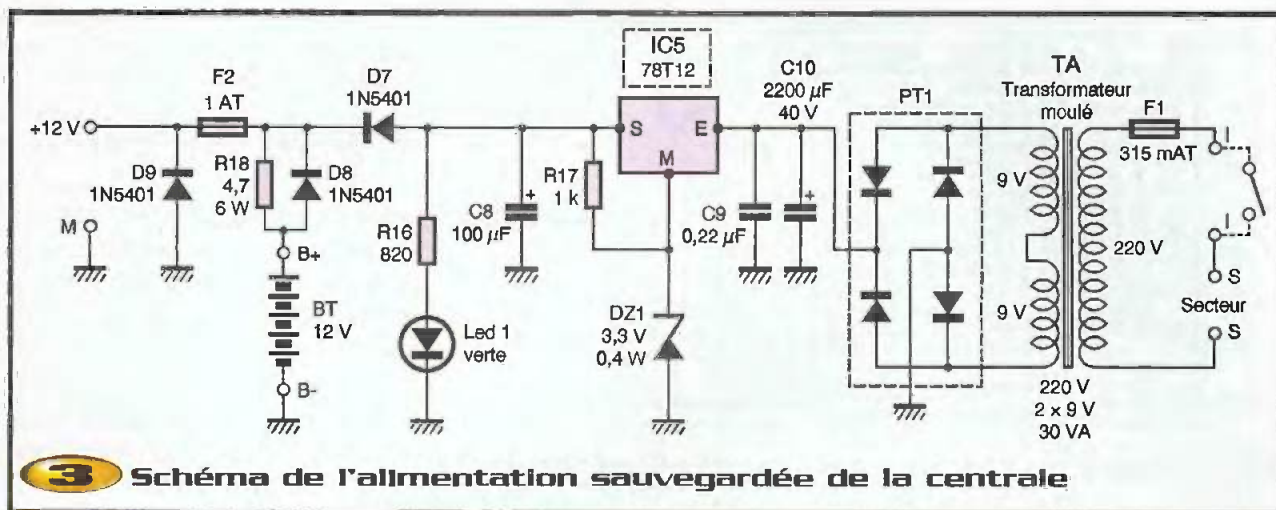 F2
1 AT
D7
1N5401
IC5
78T12
C10
2200 µF
40 V
PT1
TA
Transformateur
moulé
F1
315 mAT
I
I
+12 V
D9
1N5401
R18
4,7
6 W
D8
1N5401
S
E
M
R17
1 k
9 V
9 V
220 V
M
B+
BT
12 V
B-
R16
820
C8
100 µF
+
C9
0,22 µF
+
Led 1
verte
DZ1
3,3 V
0,4 W
S
Secteur
S
220 V
2 x 9 V
30 VA
3 Schéma de l'alimentation sauvegardée de la centrale